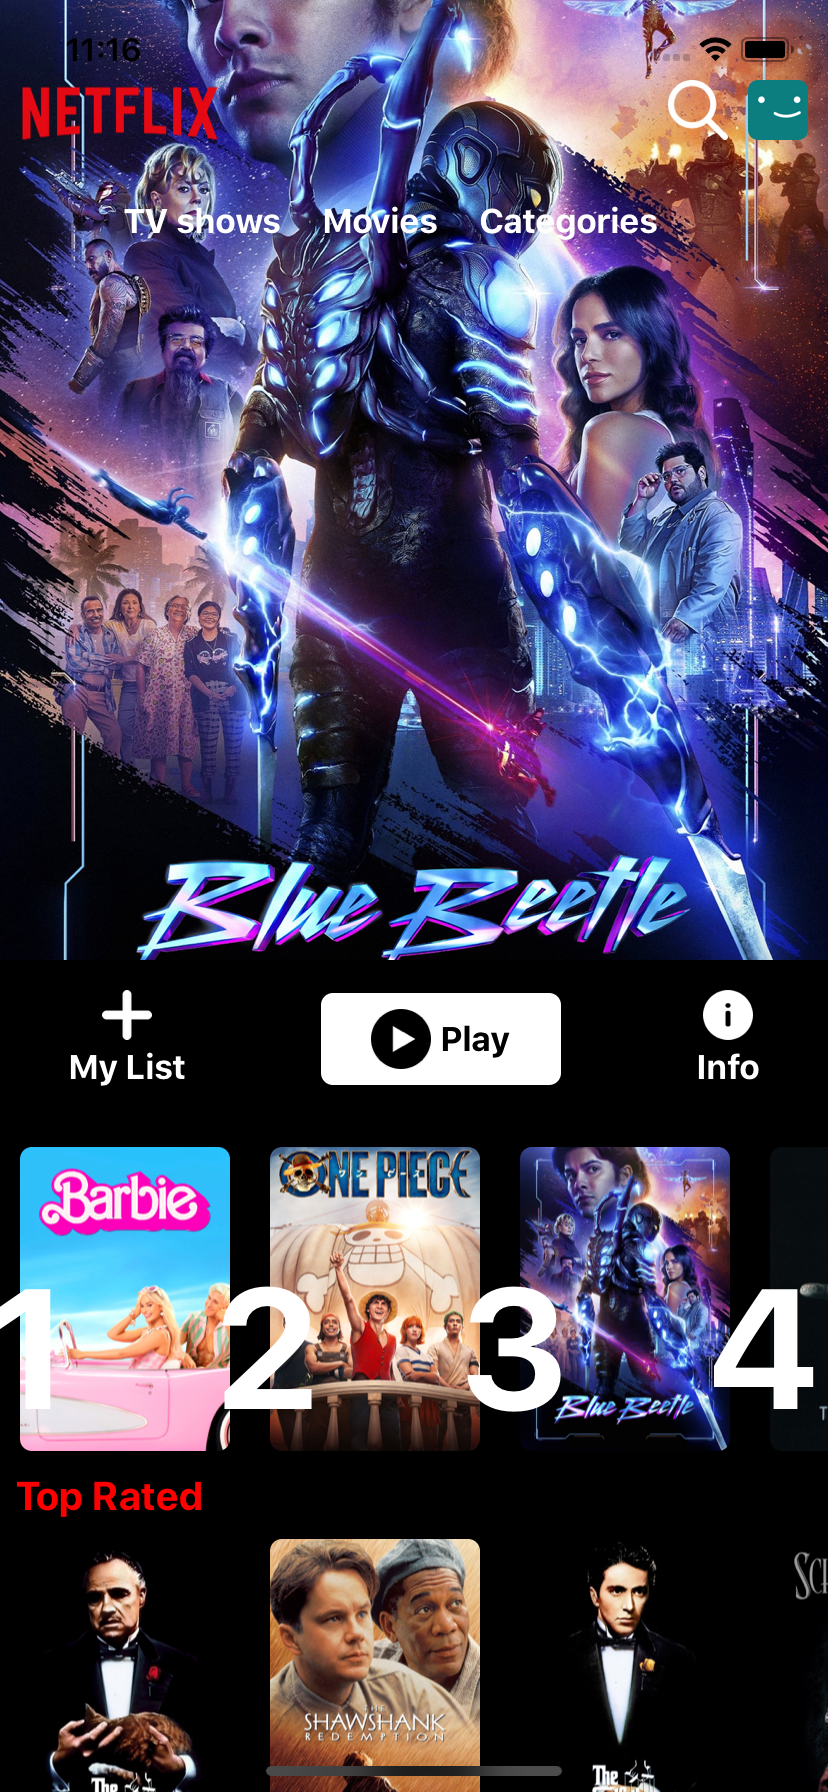 11:16
NETFLIX
TV shows Movies Categories
Blue Beetle
My List
Play
Info
Barbie
ONE PIECE
Blue Beetle
1 2 3 4
Top Rated
THE
SHAWSHANK
REDEMPTION
The
The